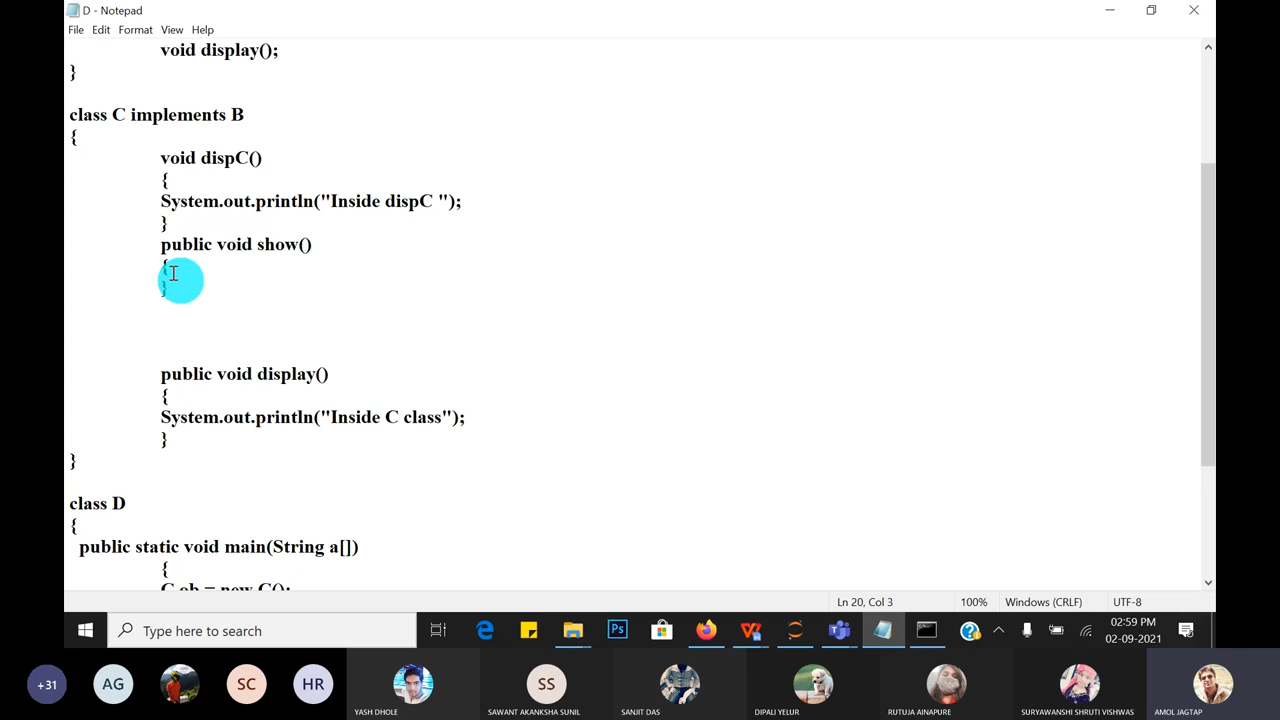 D - Notepad
File Edit Format View Help
void display();
}
class C implements B
{
void dispC()
{
System.out.println("Inside dispC ");
}
public void show()
{
}
public void display()
{
System.out.println("Inside C class");
}
}
class D
{
public static void main(String a[])
{
C ob = new C();
Ln 20, Col 3 100% Windows (CRLF) UTF-8
Type here to search
Ps
02:59 PM
02-09-2021
+31 AG SC HR SS
YASH DHOLE SAWANT AKANKSHA SUNIL SANJIT DAS DIPALI YELUR RUTUJA AINAPURE SURYAWANSHI SHRUTI VISHWAS AMOL JAGTAP